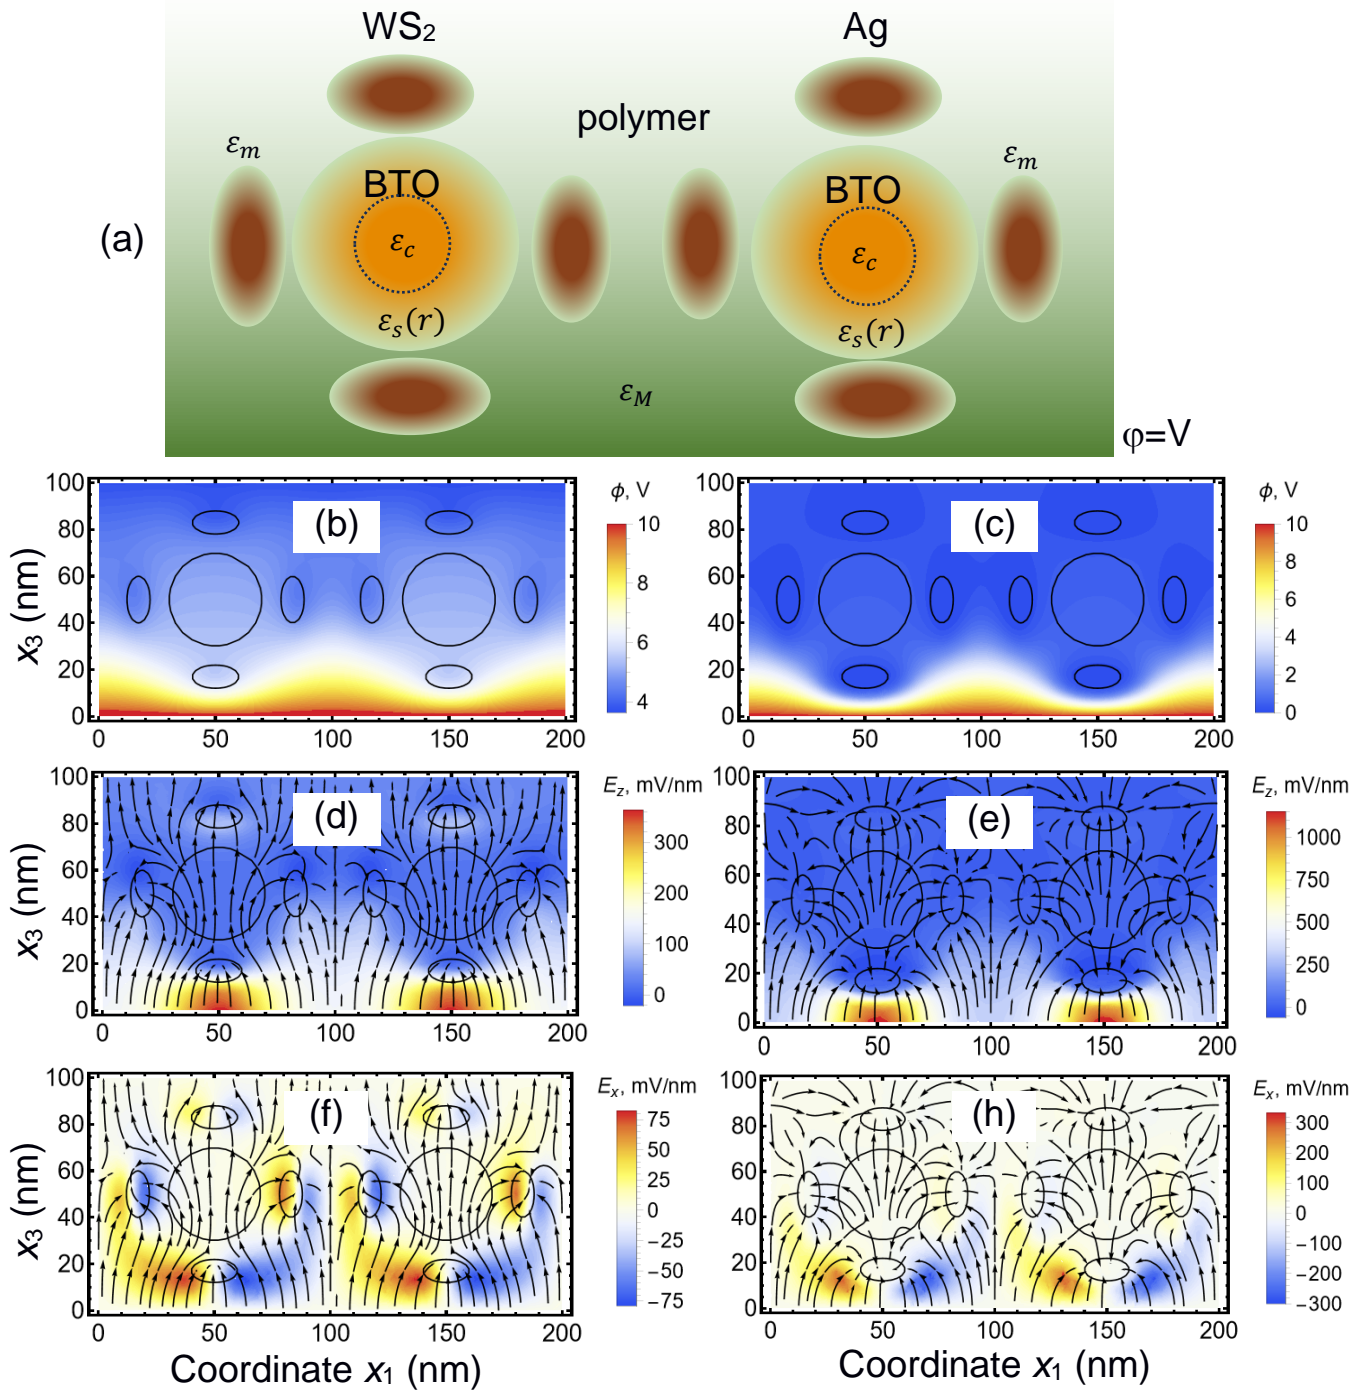 WS₂ Ag
polymer
εₘ εₘ
BTO BTO
(a)
ε_c ε_c
εₛ(r) εₛ(r)
ε_M
φ=V
100 80 60 40 20 0
x₃ (nm)
(b)
0 50 100 150 200
ϕ, V
10 8 6 4
100 80 60 40 20 0
(c)
0 50 100 150 200
ϕ, V
10 8 6 4 2 0
100 80 60 40 20 0
x₃ (nm)
(d)
0 50 100 150 200
E_z, mV/nm
300 200 100 0
100 80 60 40 20 0
(e)
0 50 100 150 200
E_z, mV/nm
1000 750 500 250 0
100 80 60 40 20 0
x₃ (nm)
(f)
0 50 100 150 200
Eₓ, mV/nm
75 50 25 0 −25 −50 −75
100 80 60 40 20 0
(h)
0 50 100 150 200
Eₓ, mV/nm
300 200 100 0 −100 −200 −300
Coordinate x₁ (nm) Coordinate x₁ (nm)